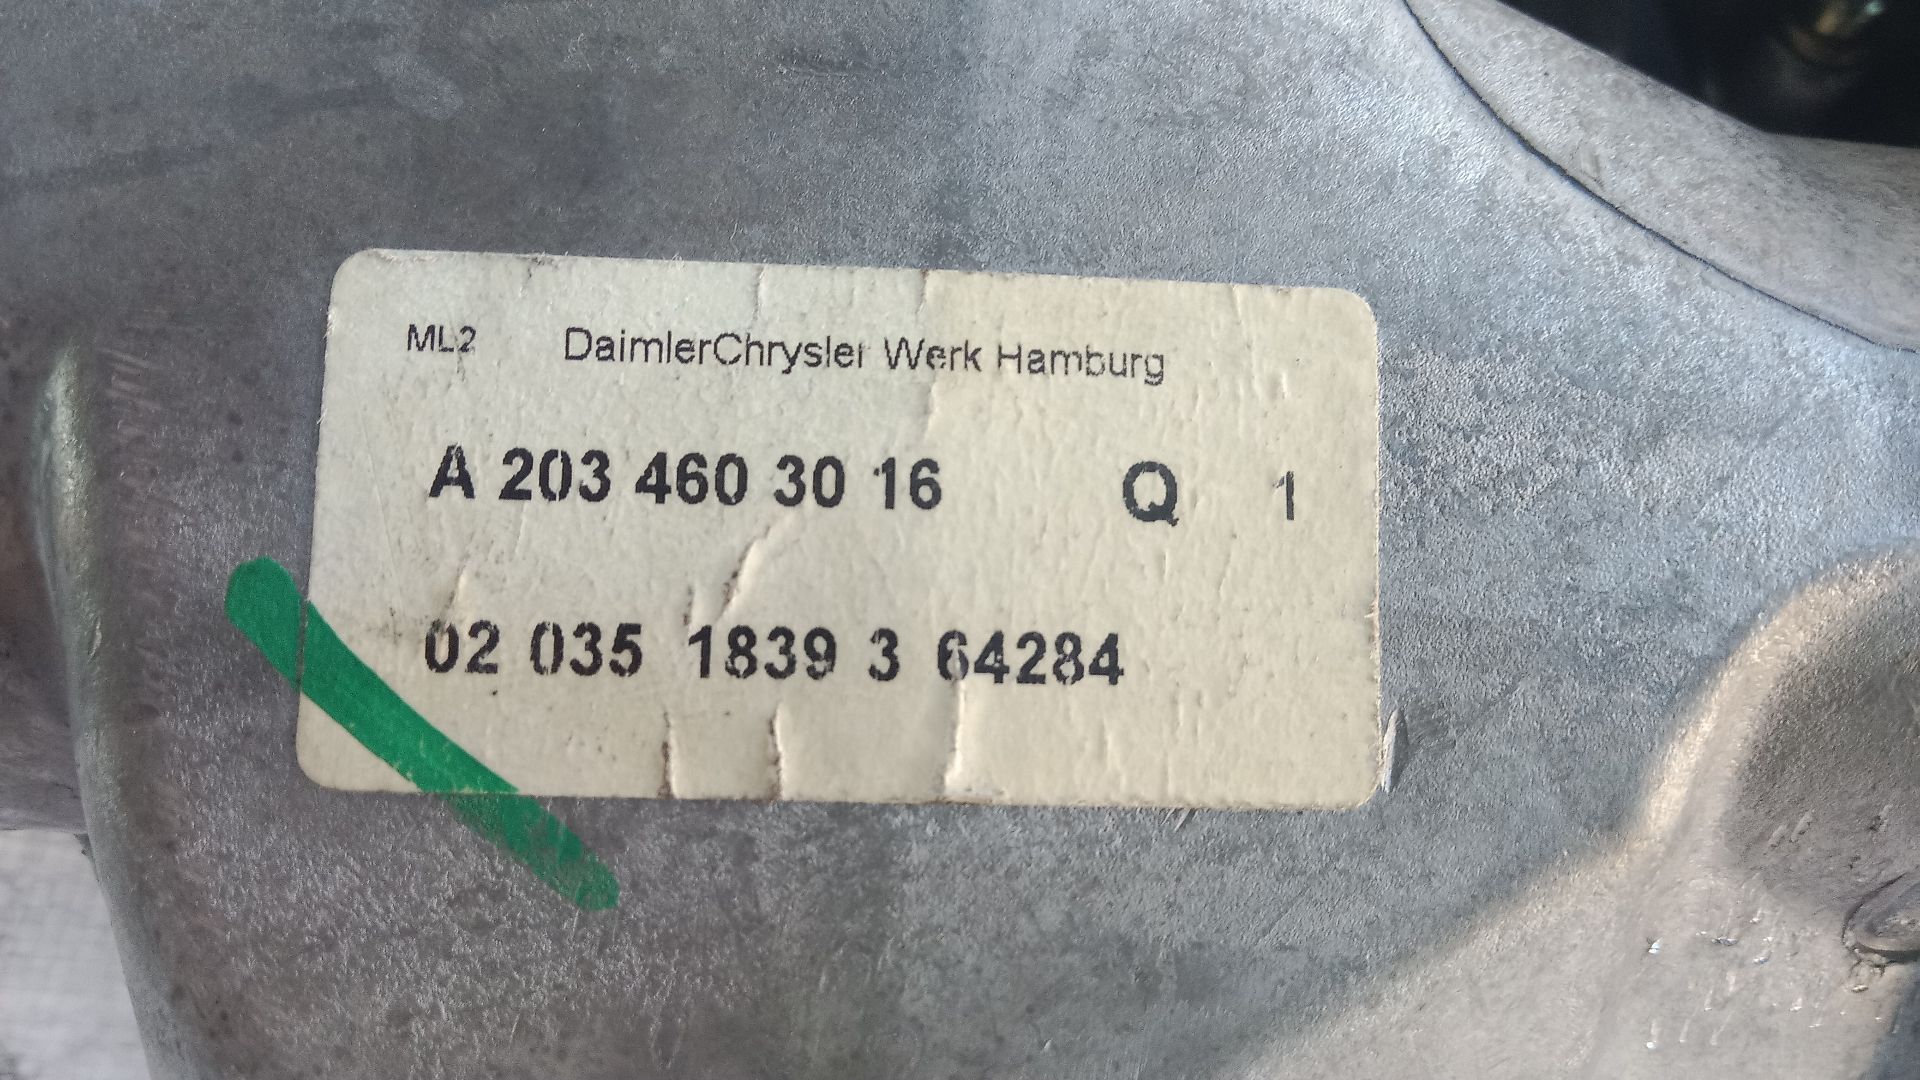 ML2 DaimlerChrysler Werk Hamburg
A 203 460 30 16 Q 1
02 035 1839 3 64284